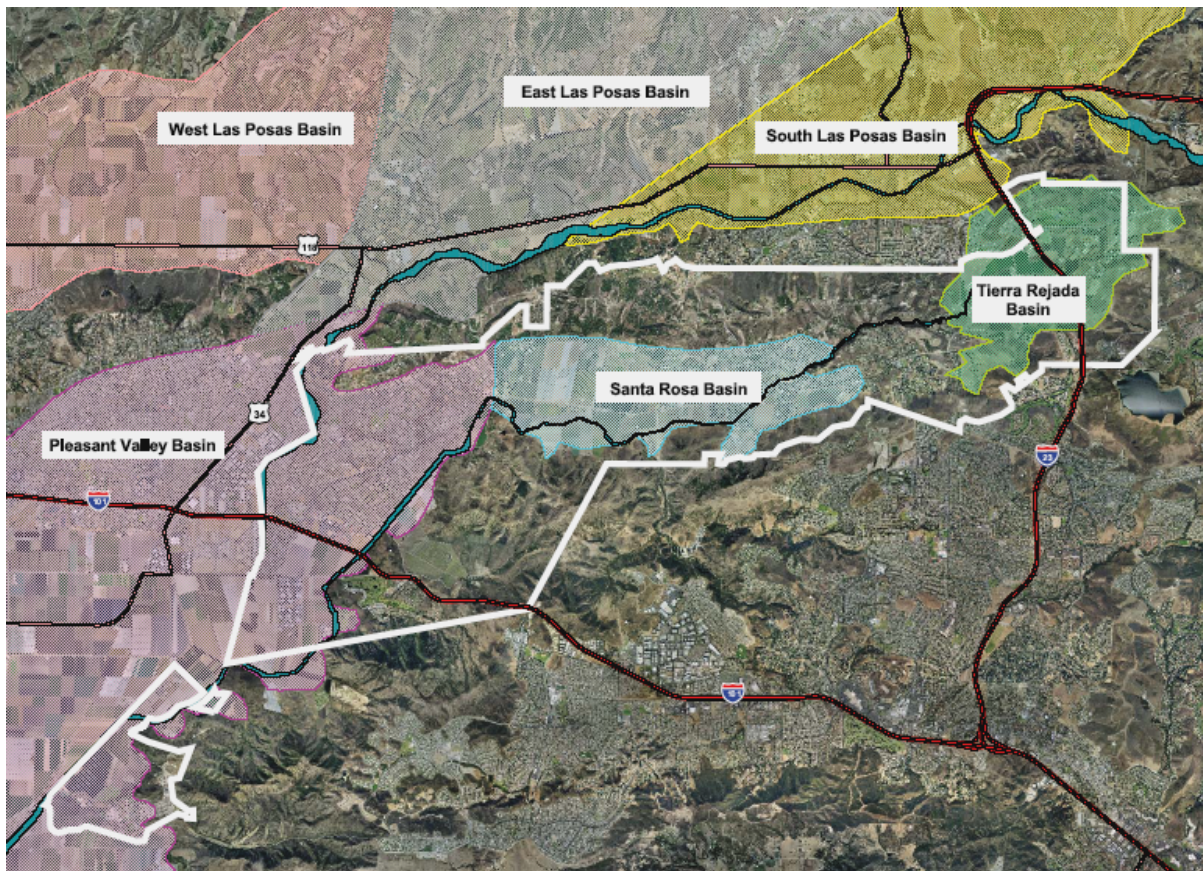 East Las Posas Basin
West Las Posas Basin
South Las Posas Basin
118
Tierra Rejada
Basin
Santa Rosa Basin
34
Pleasant Valley Basin
23
101
101